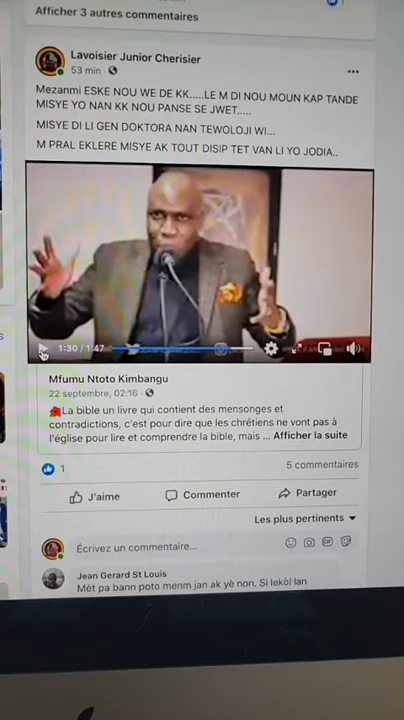 Afficher 3 autres commentaires
Lavoisier Junior Cherisier
53 min
Mezanmi ESKE NOU WE DE KK.....LE M DI NOU MOUN KAP TANDE
MISYE YO NAN KK NOU PANSE SE JWET.....
MISYE DI LI GEN DOKTORA NAN TEWOLOJI WI...
M PRAL EKLERE MISYE AK TOUT DISIP TET VAN LI YO JODIA..
1:30 / 1:47
Mfumu Ntoto Kimbangu
22 septembre, 02:16
La bible un livre qui contient des mensonges et
contradictions, c'est pour dire que les chrétiens ne vont pas à
l'église pour lire et comprendre la bible, mais ... Afficher la suite
1
5 commentaires
J'aime
Commenter
Partager
Les plus pertinents
Écrivez un commentaire...
GIF
Jean Gerard St Louis
Mèt pa bann poto menm jan ak yè non. Si lekòl lan